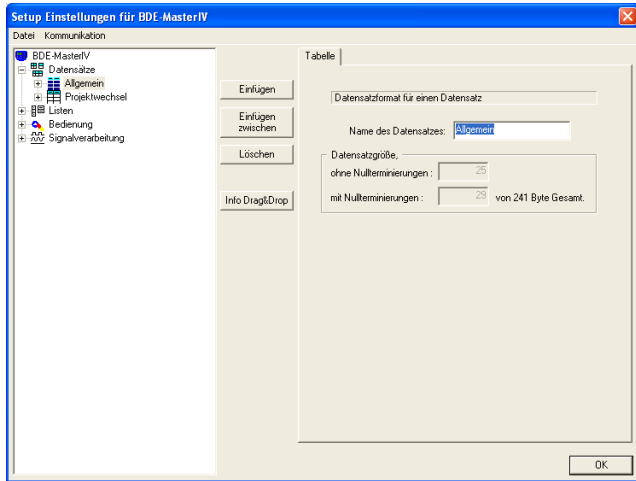 Setup Einstellungen für BDE-MasterIV
Datei Kommunikation
BDE-MasterIV
Datensätze
Allgemein
Projektwechsel
Listen
Bedienung
Signalverarbeitung
Einfügen
Einfügen
zwischen
Löschen
Info Drag&Drop
Tabelle
Datensatzformat für einen Datensatz
Name des Datensatzes: Allgemein
Datensatzgröße,
ohne Nullterminierungen : 25
mit Nullterminierungen : 29 von 241 Byte Gesamt.
OK